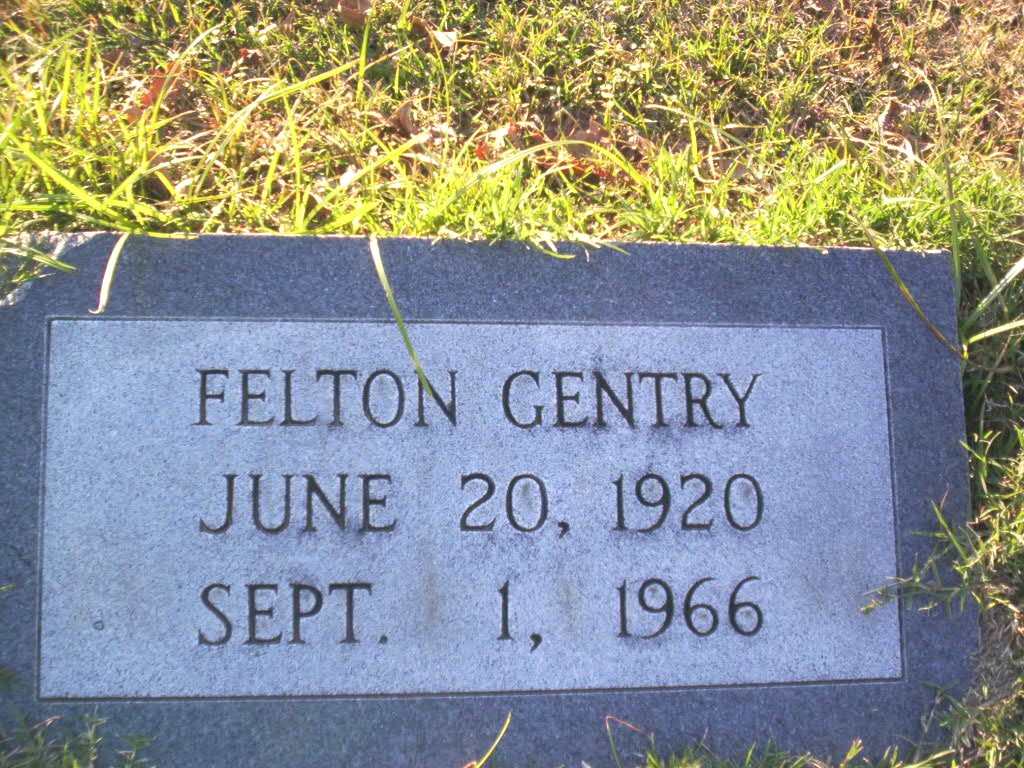 FELTON GENTRY
JUNE 20, 1920
SEPT. 1, 1966